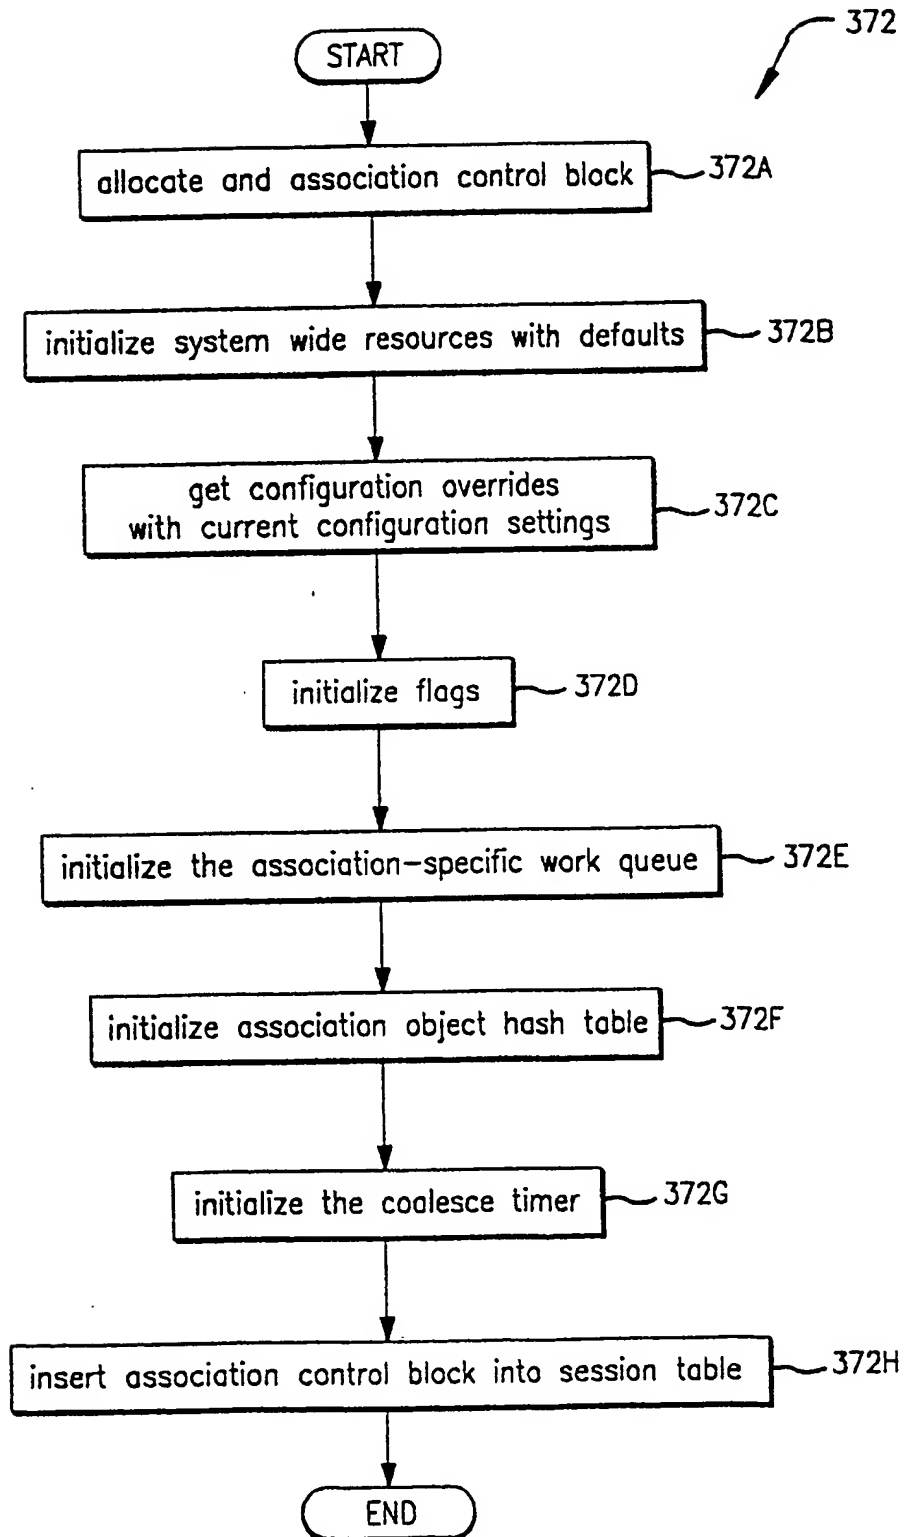 372
START
allocate and association control block
372A
initialize system wide resources with defaults
372B
get configuration overrides
with current configuration settings
372C
initialize flags
372D
initialize the association-specific work queue
372E
initialize association object hash table
372F
initialize the coalesce timer
372G
insert association control block into session table
372H
END